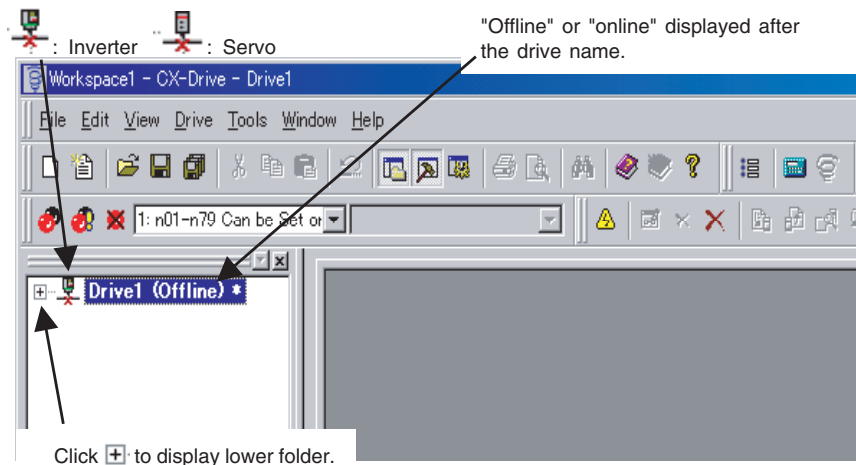 : Inverter : Servo
"Offline" or "online" displayed after
the drive name.
Workspace1 - CX-Drive - Drive1
File Edit View Drive Tools Window Help
1: n01-n79 Can be Set or
Drive1 (Offline) *
Click + to display lower folder.